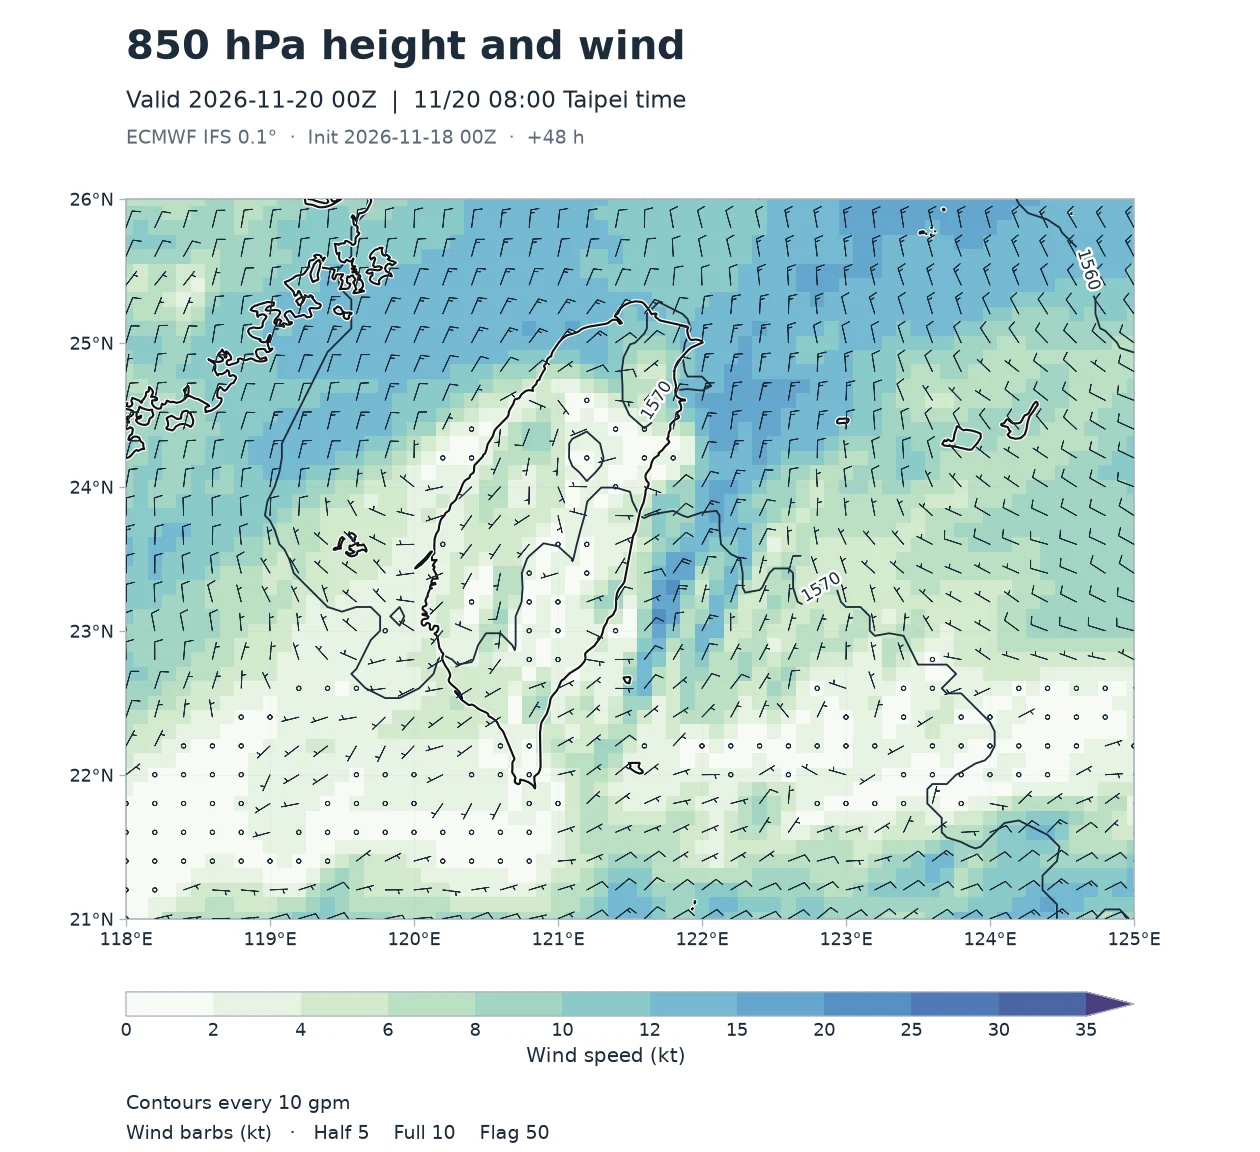 850 hPa height and wind
Valid 2026-11-20 00Z | 11/20 08:00 Taipei time
ECMWF IFS 0.1° · Init 2026-11-18 00Z · +48 h
26°N
1560
25°N
1570
24°N
1570
23°N
22°N
21°N
118°E 119°E 120°E 121°E 122°E 123°E 124°E 125°E
0 2 4 6 8 10 12 15 20 25 30 35
Wind speed (kt)
Contours every 10 gpm
Wind barbs (kt) · Half 5 Full 10 Flag 50